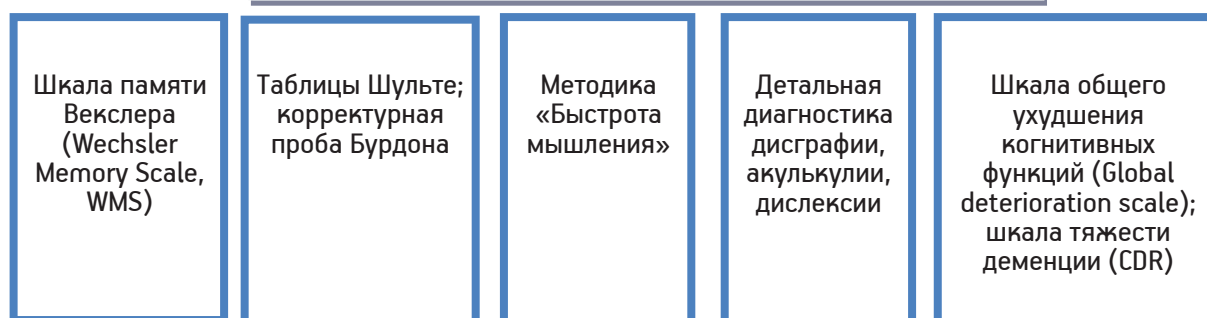 Шкала памяти
Векслера
(Wechsler
Memory Scale,
WMS)
Таблицы Шульте;
корректурная
проба Бурдона
Методика
«Быстрота
мышления»
Детальная
диагностика
дисграфии,
акулькулии,
дислексии
Шкала общего
ухудшения
когнитивных
функций (Global
deterioration scale);
шкала тяжести
деменции (CDR)